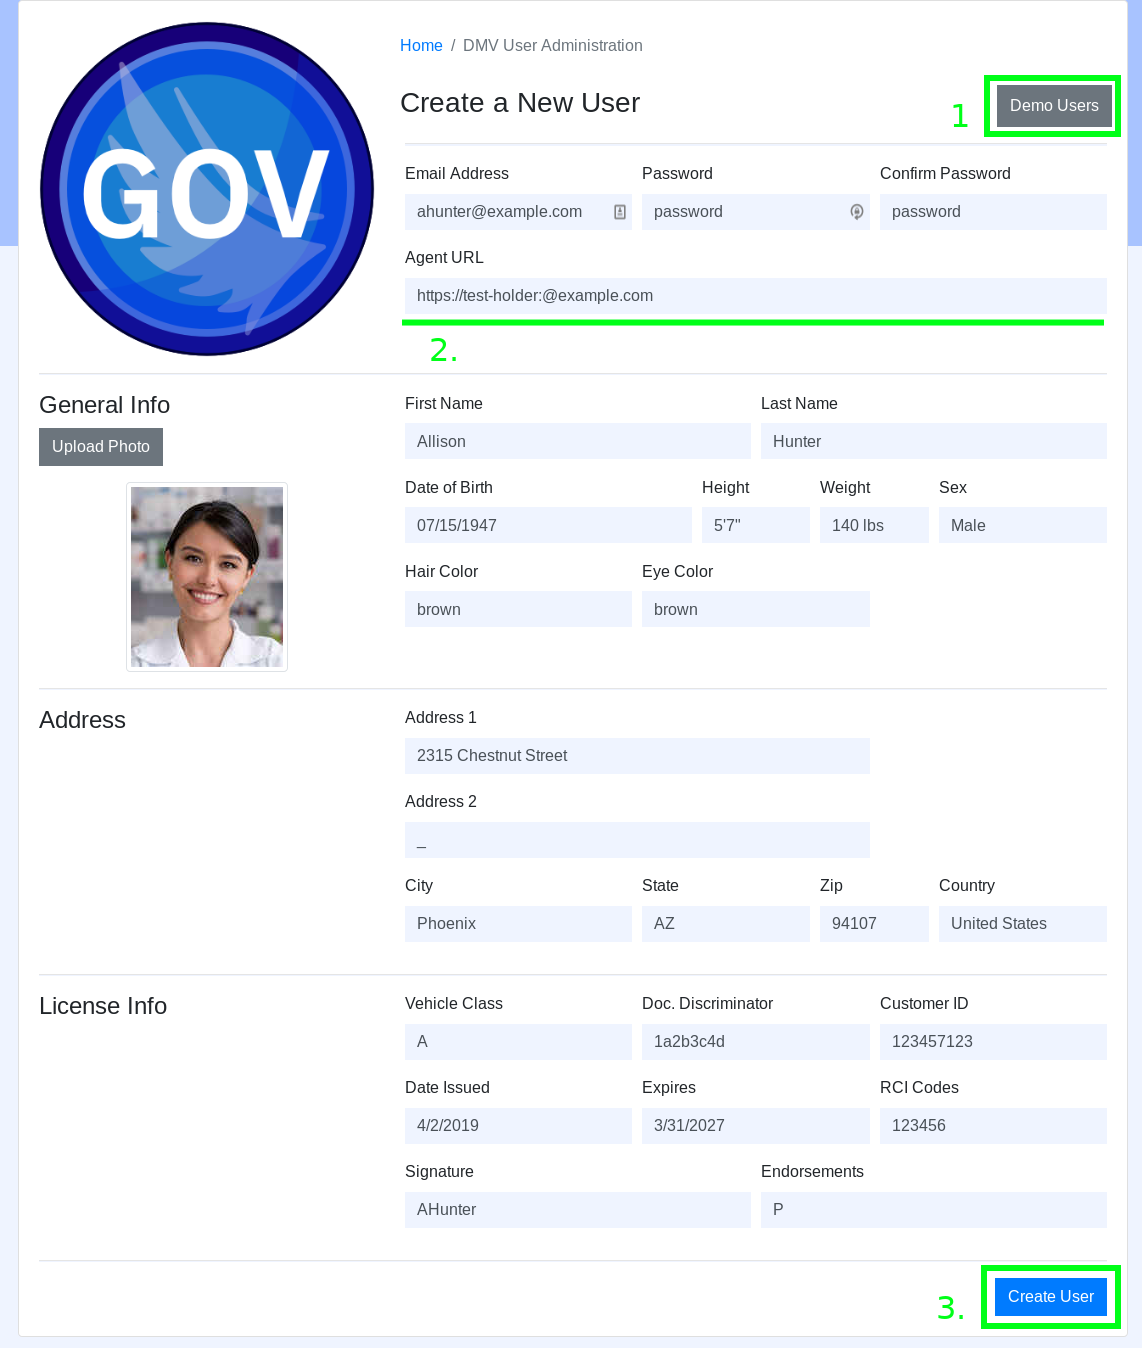 GOV
Home / DMV User Administration
Create a New User
1
Demo Users
Email Address Password Confirm Password
ahunter@example.com password password
Agent URL
https://test-holder:@example.com
2.
General Info
Upload Photo
First Name Last Name
Allison Hunter
Date of Birth Height Weight Sex
07/15/1947 5'7" 140 lbs Male
Hair Color Eye Color
brown brown
Address
Address 1
2315 Chestnut Street
Address 2
_
City State Zip Country
Phoenix AZ 94107 United States
License Info
Vehicle Class Doc. Discriminator Customer ID
A 1a2b3c4d 123457123
Date Issued Expires RCI Codes
4/2/2019 3/31/2027 123456
Signature Endorsements
AHunter P
3.
Create User